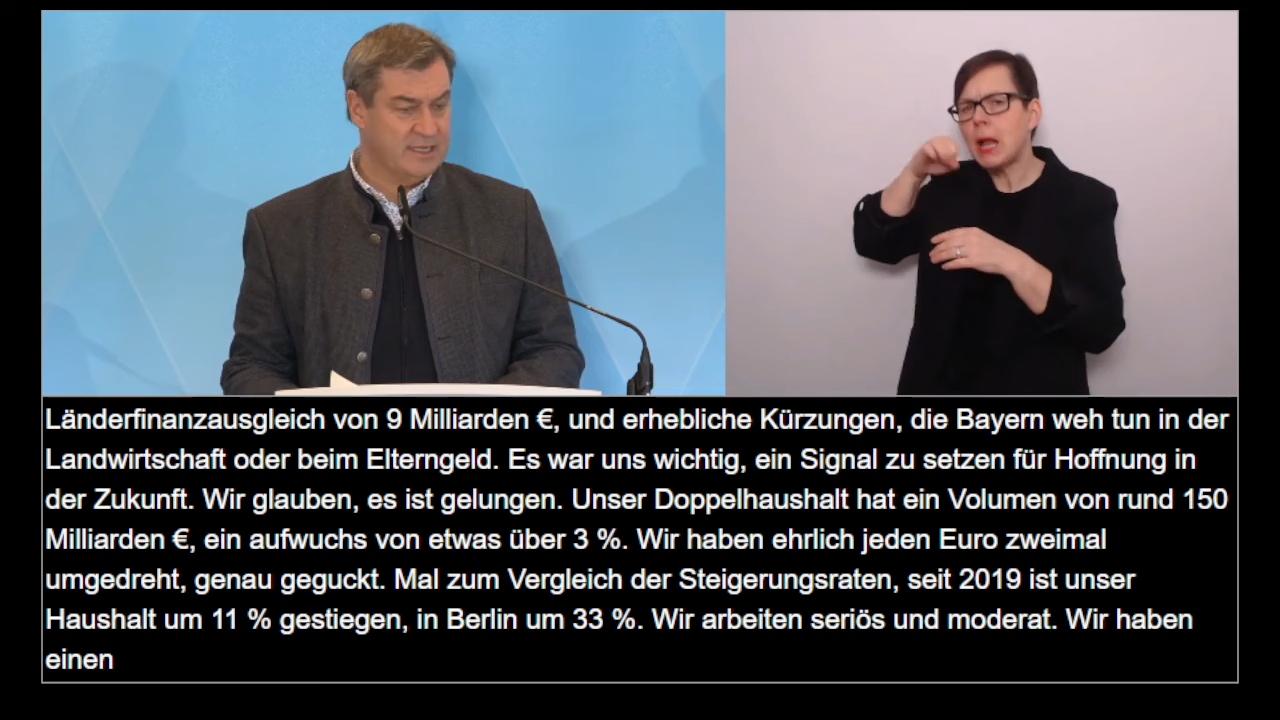 Länderfinanzausgleich von 9 Milliarden €, und erhebliche Kürzungen, die Bayern weh tun in der
Landwirtschaft oder beim Elterngeld. Es war uns wichtig, ein Signal zu setzen für Hoffnung in
der Zukunft. Wir glauben, es ist gelungen. Unser Doppelhaushalt hat ein Volumen von rund 150
Milliarden €, ein aufwuchs von etwas über 3 %. Wir haben ehrlich jeden Euro zweimal
umgedreht, genau geguckt. Mal zum Vergleich der Steigerungsraten, seit 2019 ist unser
Haushalt um 11 % gestiegen, in Berlin um 33 %. Wir arbeiten seriös und moderat. Wir haben
einen